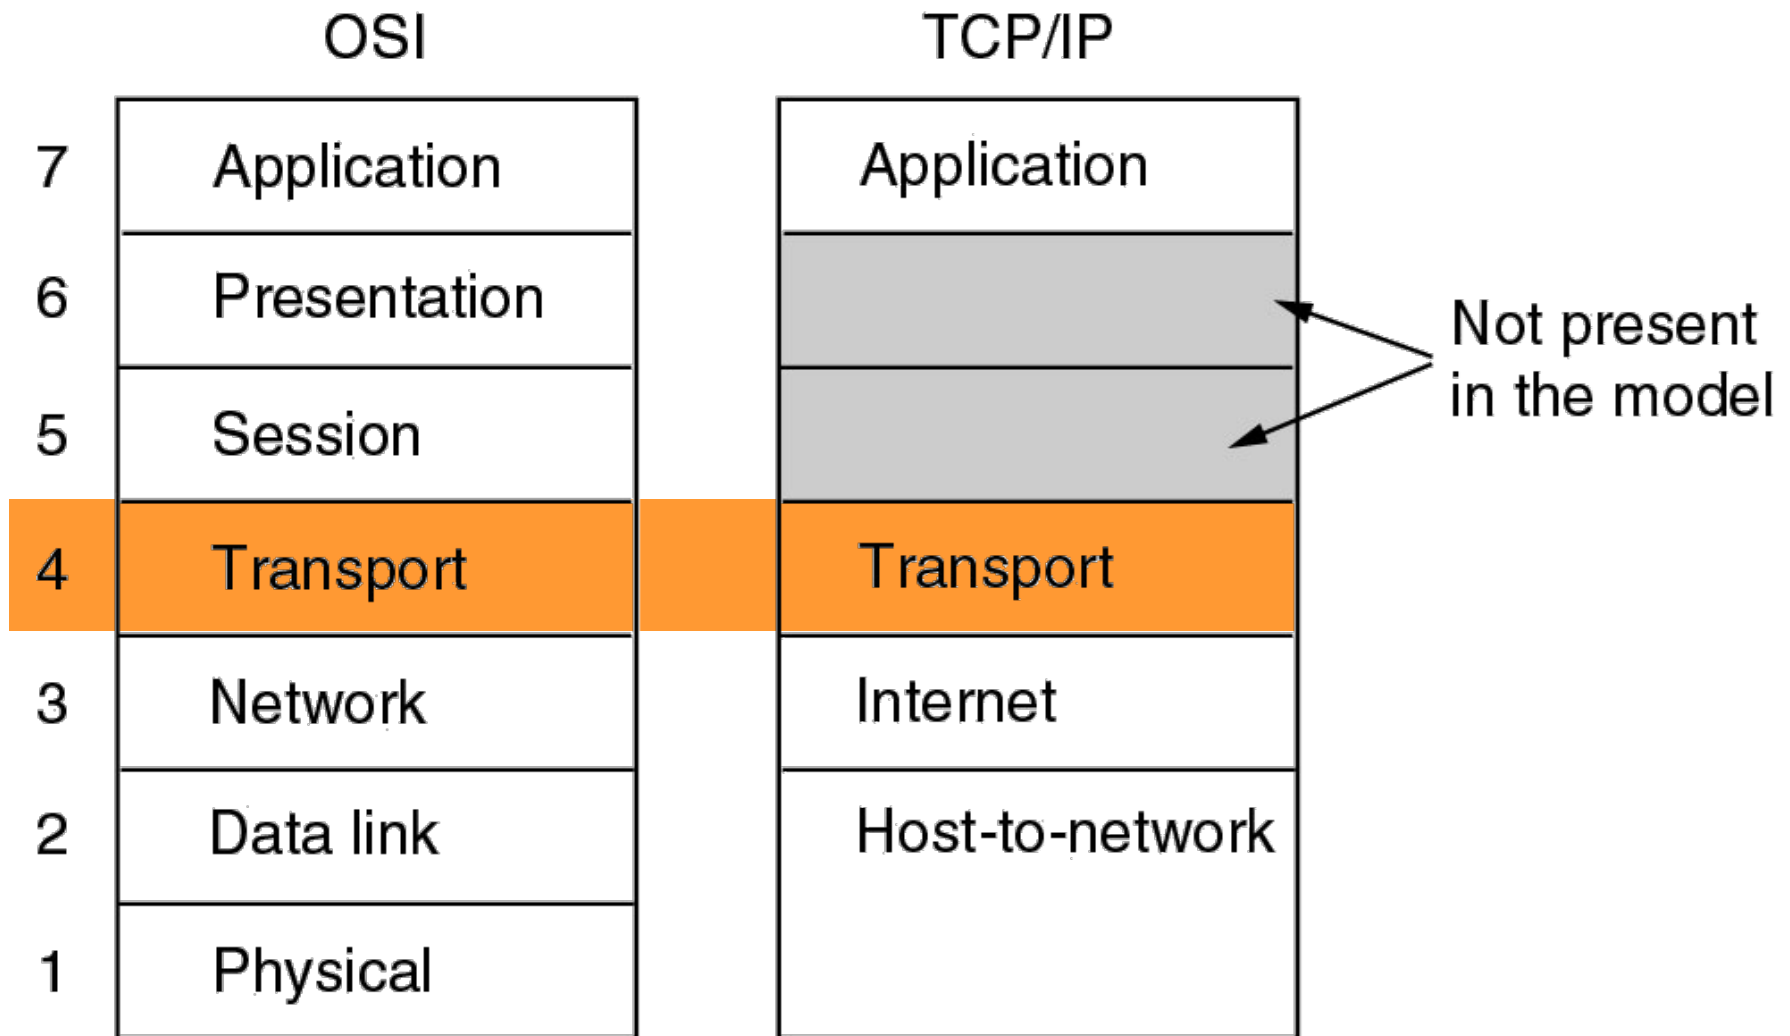 OSI
TCP/IP
7 Application Application
6 Presentation
5 Session
Not present
in the model
4 Transport Transport
3 Network Internet
2 Data link Host-to-network
1 Physical